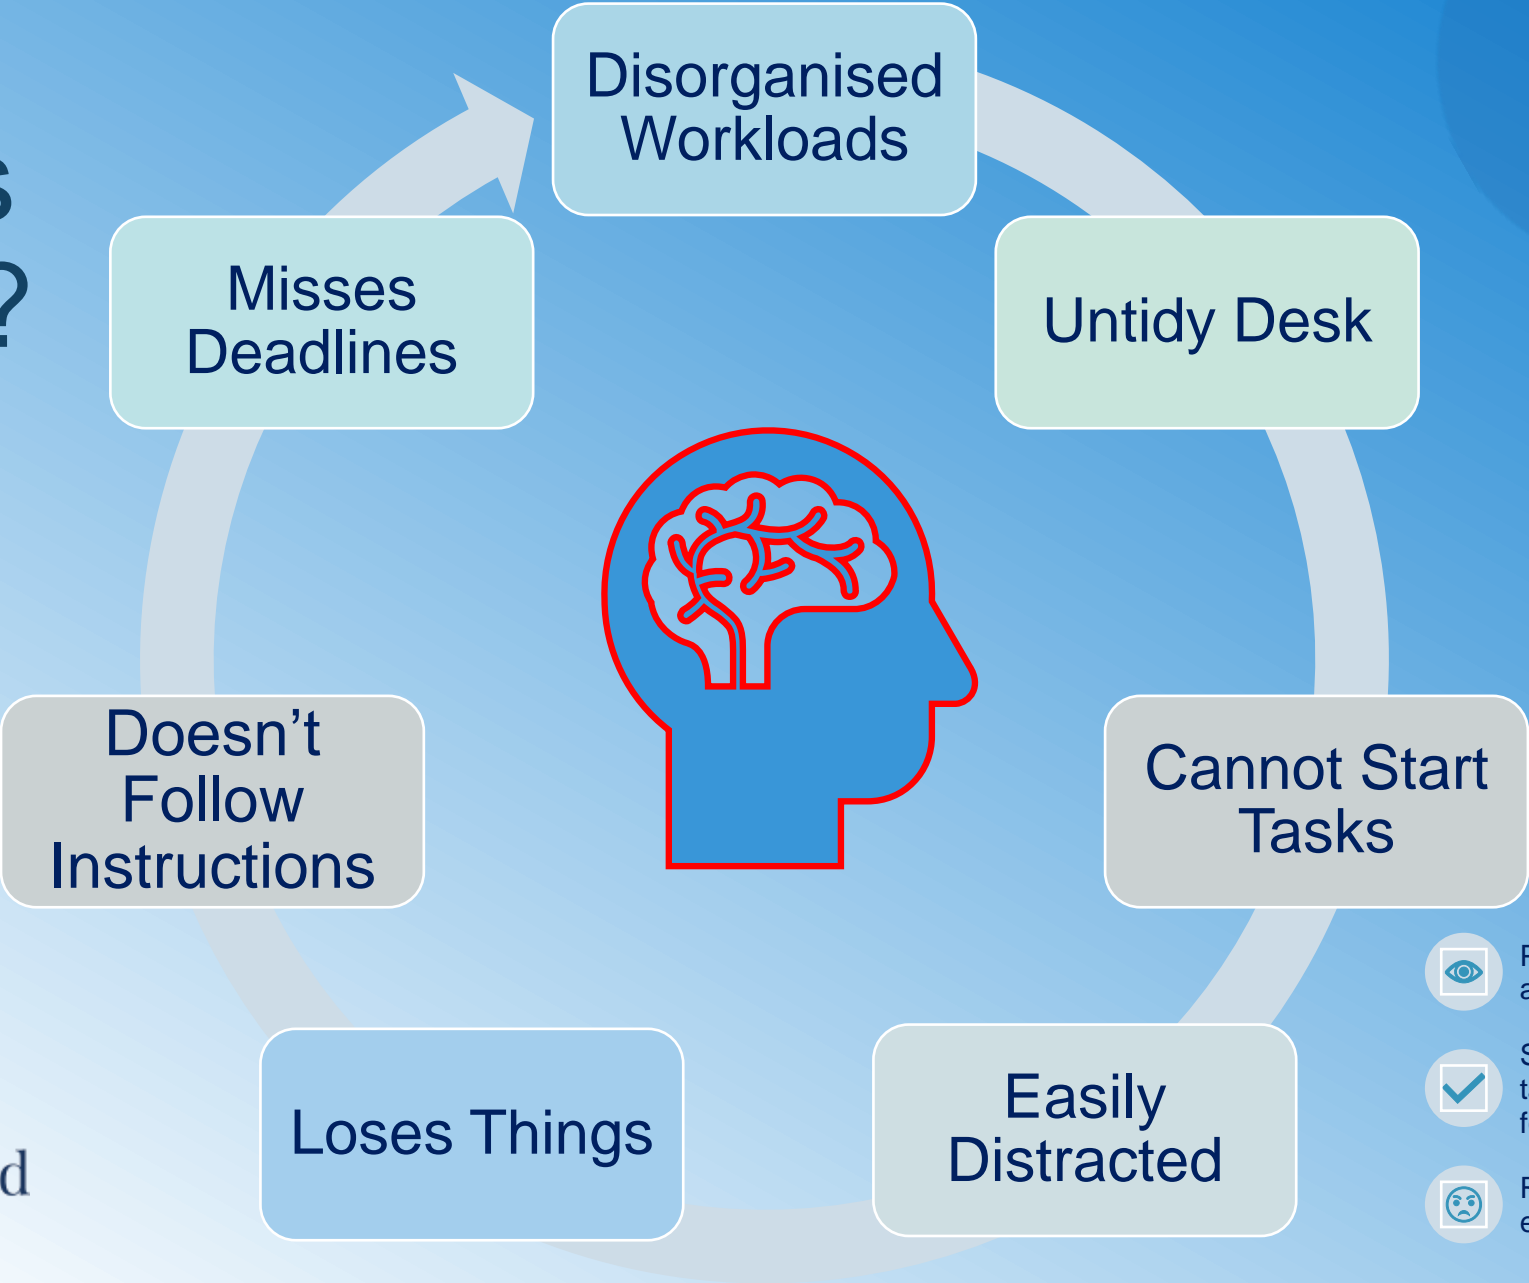 Disorganised
Workloads
?
Misses
Deadlines
Untidy Desk
Doesn’t
Follow
Instructions
Cannot Start
Tasks
Loses Things
Easily
Distracted